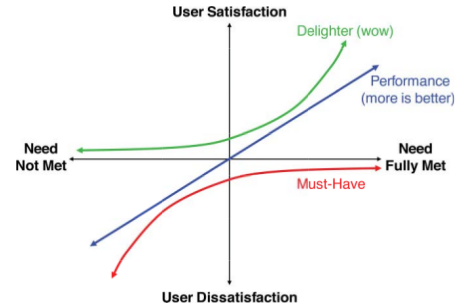 User Satisfaction
Delighter (wow)
Performance
(more is better)
Need
Not Met
Need
Fully Met
Must-Have
User Dissatisfaction